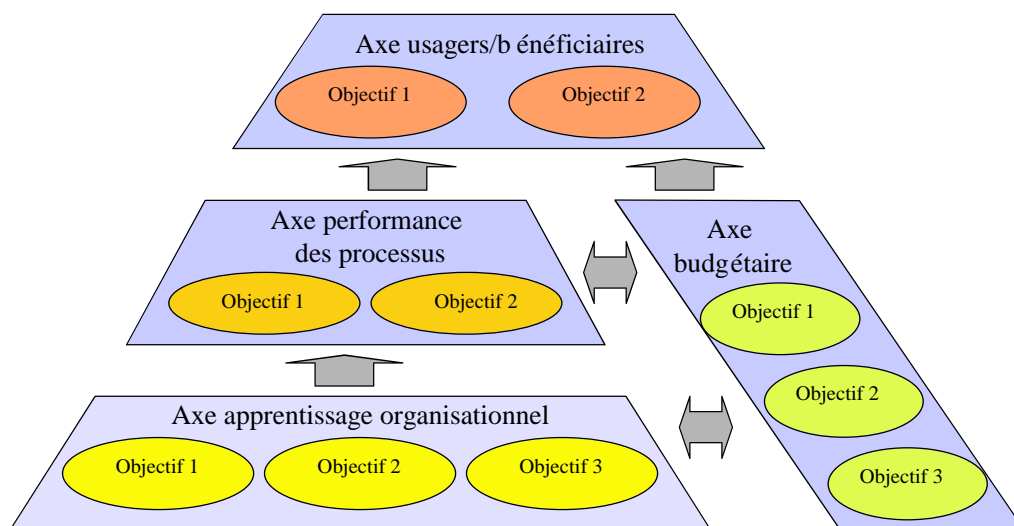 Axe usagers/b énéficiaires
Objectif 1
Objectif 2
Axe performance
des processus
Objectif 1
Objectif 2
Axe
budgétaire
Objectif 1
Objectif 2
Objectif 3
Axe apprentissage organisationnel
Objectif 1
Objectif 2
Objectif 3